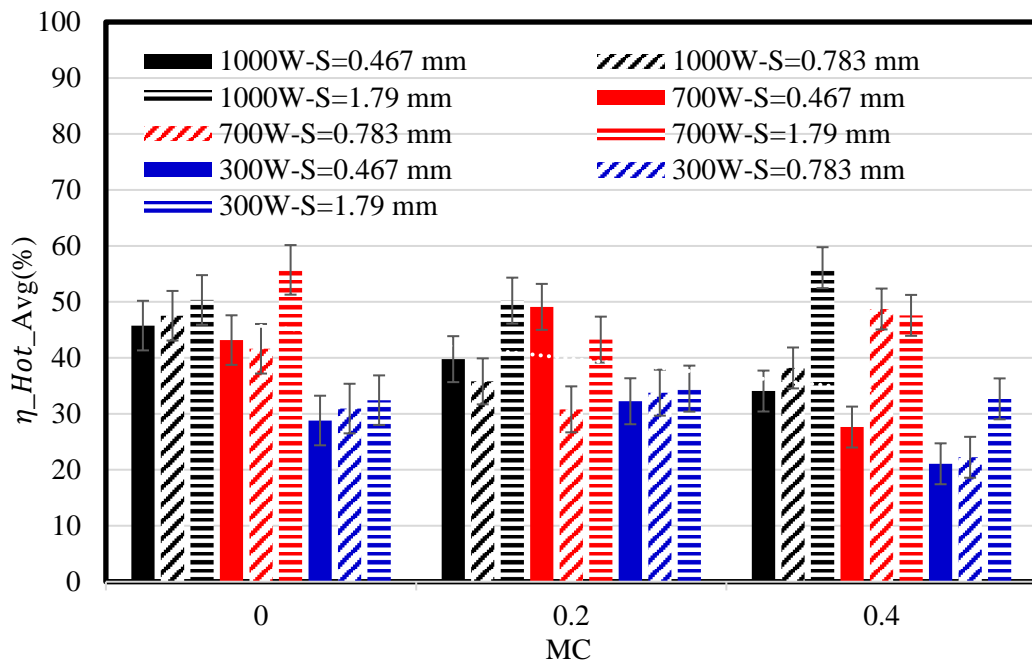 100
90
80
70
60
50
40
30
20
10
0
η_Hot_Avg(%)
1000W-S=0.467 mm
1000W-S=0.783 mm
1000W-S=1.79 mm
700W-S=0.467 mm
700W-S=0.783 mm
700W-S=1.79 mm
300W-S=0.467 mm
300W-S=0.783 mm
300W-S=1.79 mm
0
0.2
0.4
MC